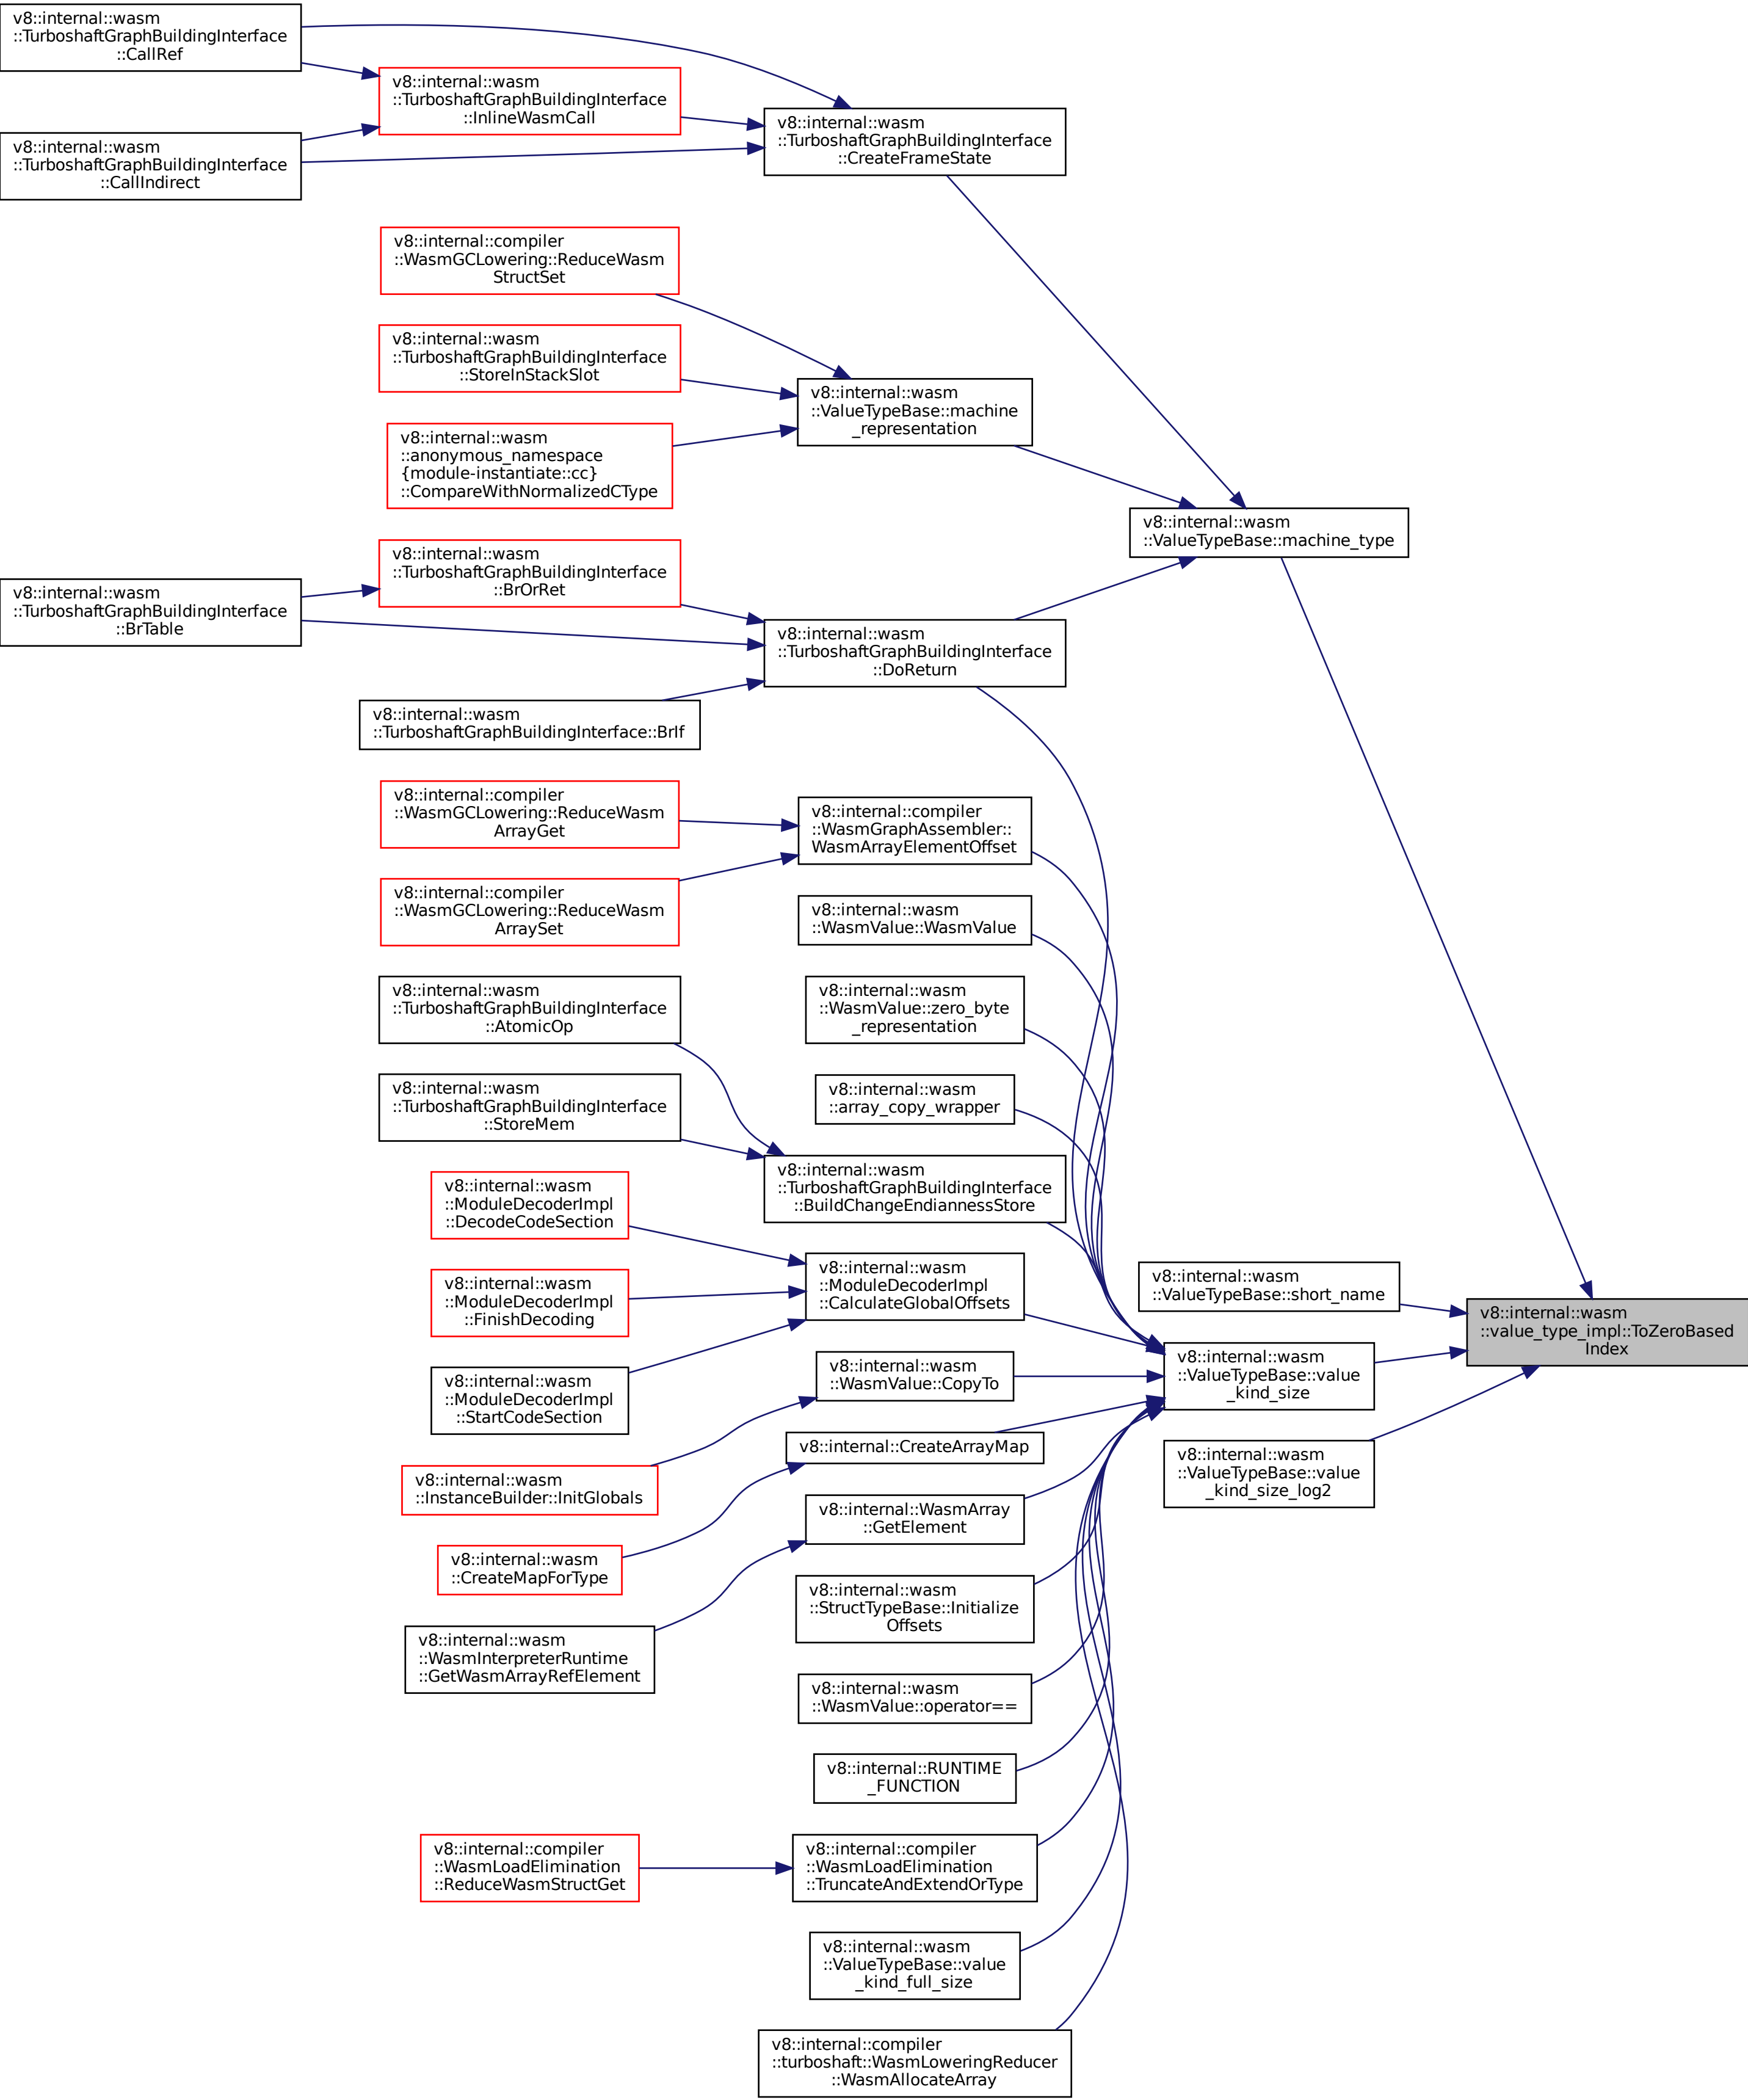 v8::internal::wasm
::TurboshaftGraphBuildingInterface
::CallRef
v8::internal::wasm
::TurboshaftGraphBuildingInterface
::InlineWasmCall
v8::internal::wasm
::TurboshaftGraphBuildingInterface
::CreateFrameState
v8::internal::wasm
::TurboshaftGraphBuildingInterface
::CallIndirect
v8::internal::compiler
::WasmGCLowering::ReduceWasm
StructSet
v8::internal::wasm
::TurboshaftGraphBuildingInterface
::StoreInStackSlot
v8::internal::wasm
::ValueTypeBase::machine
_representation
v8::internal::wasm
::anonymous_namespace
{module-instantiate::cc}
::CompareWithNormalizedCType
v8::internal::wasm
::ValueTypeBase::machine_type
v8::internal::wasm
::TurboshaftGraphBuildingInterface
::BrOrRet
v8::internal::wasm
::TurboshaftGraphBuildingInterface
::BrTable
v8::internal::wasm
::TurboshaftGraphBuildingInterface
::DoReturn
v8::internal::wasm
::TurboshaftGraphBuildingInterface::BrIf
v8::internal::compiler
::WasmGCLowering::ReduceWasm
ArrayGet
v8::internal::compiler
::WasmGraphAssembler::
WasmArrayElementOffset
v8::internal::compiler
::WasmGCLowering::ReduceWasm
ArraySet
v8::internal::wasm
::WasmValue::WasmValue
v8::internal::wasm
::TurboshaftGraphBuildingInterface
::AtomicOp
v8::internal::wasm
::WasmValue::zero_byte
_representation
v8::internal::wasm
::TurboshaftGraphBuildingInterface
::StoreMem
v8::internal::wasm
::array_copy_wrapper
v8::internal::wasm
::TurboshaftGraphBuildingInterface
::BuildChangeEndiannessStore
v8::internal::wasm
::ModuleDecoderImpl
::DecodeCodeSection
v8::internal::wasm
::ModuleDecoderImpl
::CalculateGlobalOffsets
v8::internal::wasm
::ValueTypeBase::short_name
v8::internal::wasm
::ModuleDecoderImpl
::FinishDecoding
v8::internal::wasm
::value_type_impl::ToZeroBased
Index
v8::internal::wasm
::ValueTypeBase::value
_kind_size
v8::internal::wasm
::WasmValue::CopyTo
v8::internal::wasm
::ModuleDecoderImpl
::StartCodeSection
v8::internal::CreateArrayMap
v8::internal::wasm
::ValueTypeBase::value
_kind_size_log2
v8::internal::wasm
::InstanceBuilder::InitGlobals
v8::internal::WasmArray
::GetElement
v8::internal::wasm
::CreateMapForType
v8::internal::wasm
::StructTypeBase::Initialize
Offsets
v8::internal::wasm
::WasmInterpreterRuntime
::GetWasmArrayRefElement
v8::internal::wasm
::WasmValue::operator==
v8::internal::RUNTIME
_FUNCTION
v8::internal::compiler
::WasmLoadElimination
::ReduceWasmStructGet
v8::internal::compiler
::WasmLoadElimination
::TruncateAndExtendOrType
v8::internal::wasm
::ValueTypeBase::value
_kind_full_size
v8::internal::compiler
::turboshaft::WasmLoweringReducer
::WasmAllocateArray